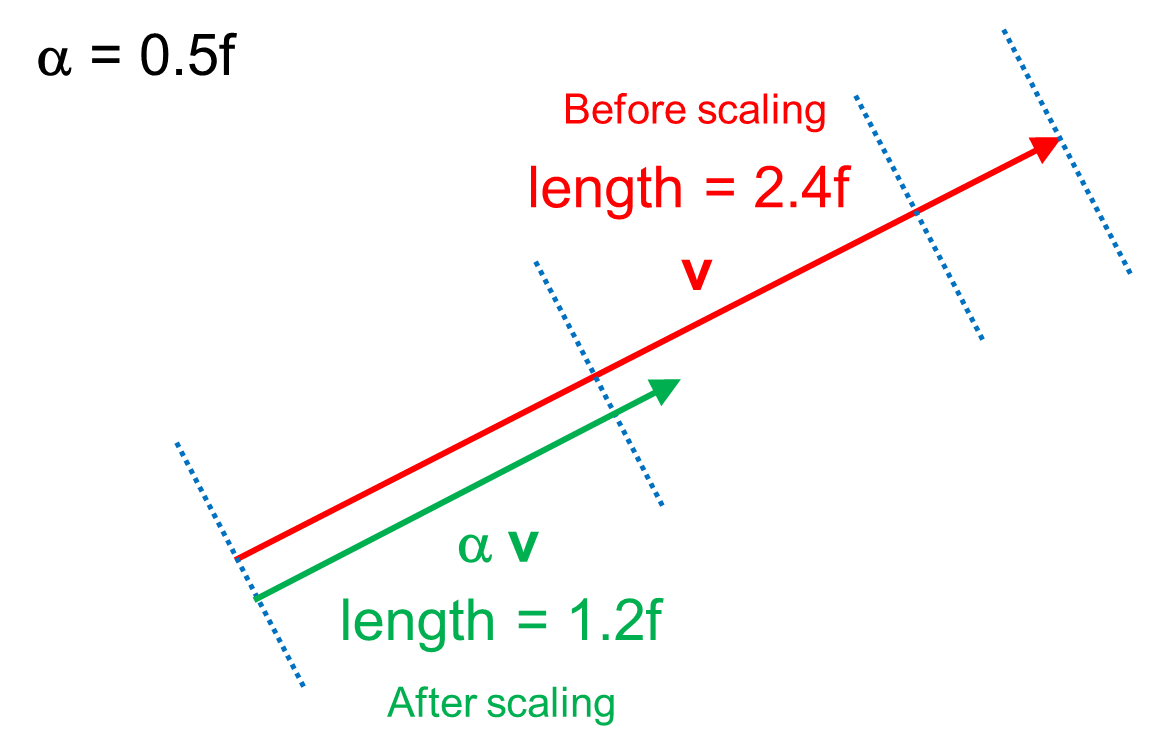 α = 0.5f
Before scaling
length = 2.4f
v
α v
length = 1.2f
After scaling